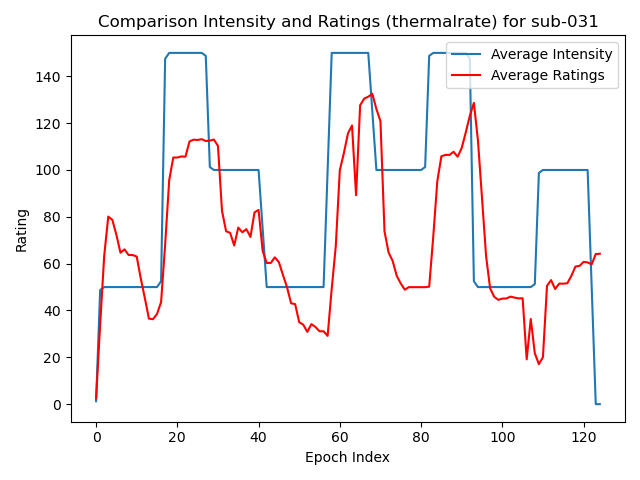 Comparison Intensity and Ratings (thermalrate) for sub-031
Average Intensity
Average Ratings
Rating
140
120
100
80
60
40
20
0
0 20 40 60 80 100 120
Epoch Index